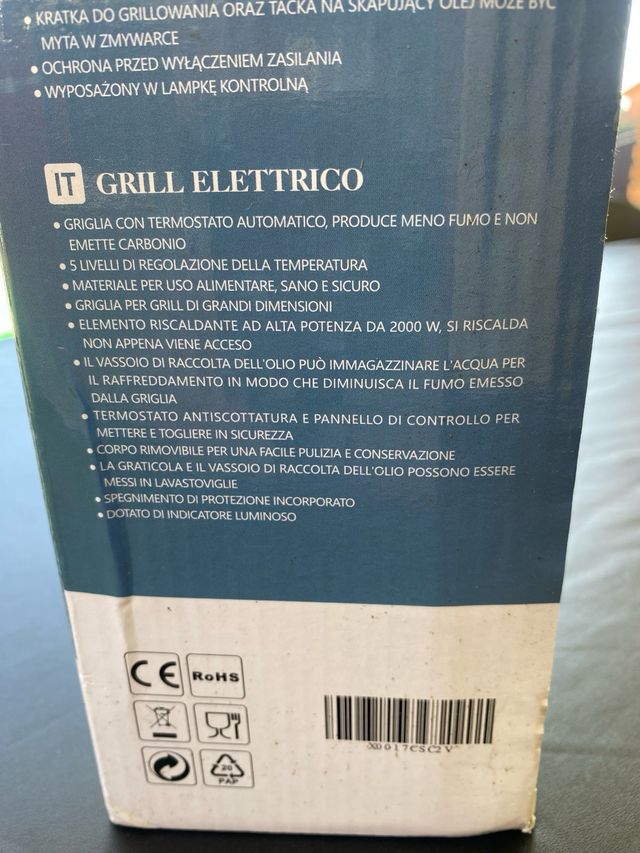 • KRATKA DO GRILLOWANIA ORAZ TACKA NA SKAPUJĄCY OLEJ MOŻE BYĆ
MYTA W ZMYWARCE
• OCHRONA PRZED WYŁĄCZENIEM ZASILANIA
• WYPOSAŻONY W LAMPKĘ KONTROLNĄ
IT GRILL ELETTRICO
• GRIGLIA CON TERMOSTATO AUTOMATICO, PRODUCE MENO FUMO E NON
EMETTE CARBONIO
• 5 LIVELLI DI REGOLAZIONE DELLA TEMPERATURA
• MATERIALE PER USO ALIMENTARE, SANO E SICURO
• GRIGLIA PER GRILL DI GRANDI DIMENSIONI
• ELEMENTO RISCALDANTE AD ALTA POTENZA DA 2000 W, SI RISCALDA
NON APPENA VIENE ACCESO
• IL VASSOIO DI RACCOLTA DELL'OLIO PUÒ IMMAGAZZINARE L'ACQUA PER
IL RAFFREDDAMENTO IN MODO CHE DIMINUISCA IL FUMO EMESSO
DALLA GRIGLIA
• TERMOSTATO ANTISCOTTATURA E PANNELLO DI CONTROLLO PER
METTERE E TOGLIERE IN SICUREZZA
• CORPO RIMOVIBILE PER UNA FACILE PULIZIA E CONSERVAZIONE
• LA GRATICOLA E IL VASSOIO DI RACCOLTA DELL'OLIO POSSONO ESSERE
MESSI IN LAVASTOVIGLIE
• SPEGNIMENTO DI PROTEZIONE INCORPORATO
• DOTATO DI INDICATORE LUMINOSO
CE RoHS
20
PAP
X0017CSC2V